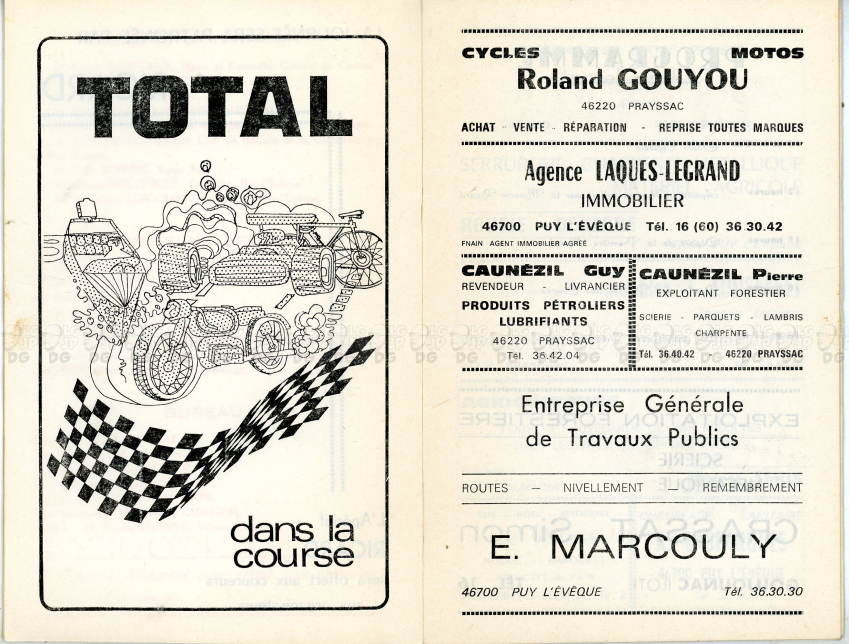 TOTAL
dans la
course
CYCLES MOTOS
Roland GOUYOU
46220 PRAYSSAC
ACHAT - VENTE - RÉPARATION - REPRISE TOUTES MARQUES
Agence LAQUES-LEGRAND
IMMOBILIER
46700 PUY L'ÉVÊQUE Tél. 16 (60) 36.30.42
FNAIN AGENT IMMOBILIER AGRÉÉ
CAUNÉZIL Guy
REVENDEUR - LIVRANCIER
PRODUITS PÉTROLIERS
LUBRIFIANTS
46220 PRAYSSAC
Tél. 36.42.04
CAUNÉZIL Pierre
EXPLOITANT FORESTIER
SCIERIE - PARQUETS - LAMBRIS
CHARPENTE
Tél. 36.40.42 - 46220 PRAYSSAC
Entreprise Générale
de Travaux Publics
ROUTES — NIVELLEMENT — REMEMBREMENT
E. MARCOULY
46700 PUY L'ÉVÊQUE Tél. 36.30.30